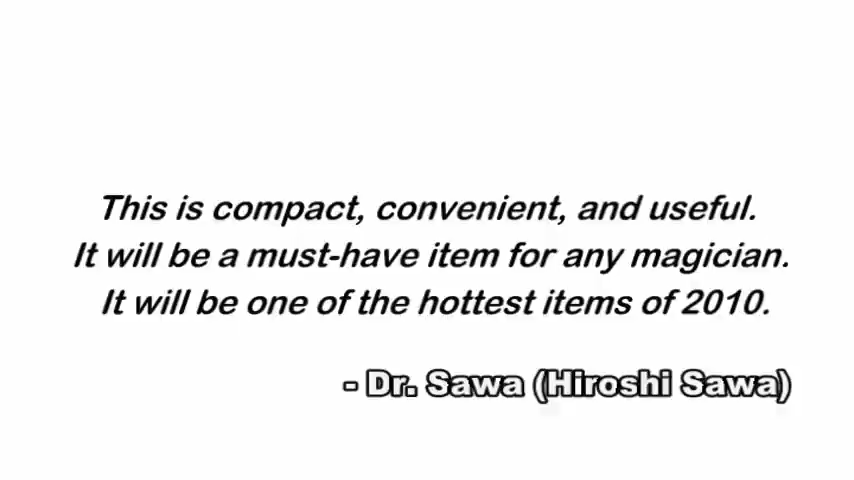 This is compact, convenient, and useful.
It will be a must-have item for any magician.
It will be one of the hottest items of 2010.
- Dr. Sawa (Hiroshi Sawa)